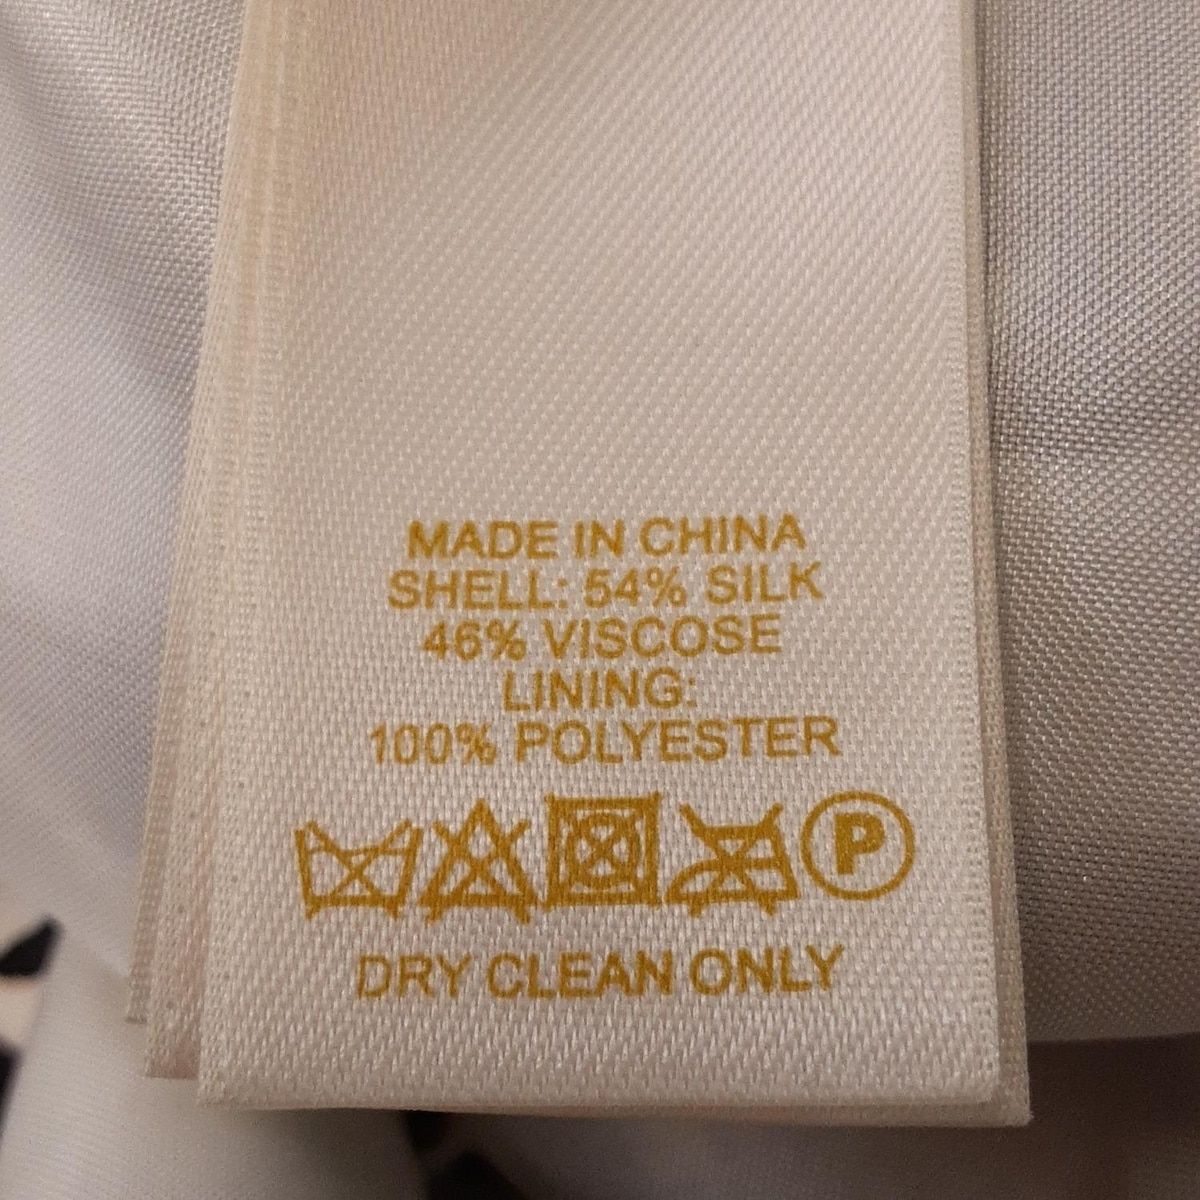 MADE IN CHINA
SHELL: 54% SILK
46% VISCOSE
LINING:
100% POLYESTER
P
DRY CLEAN ONLY